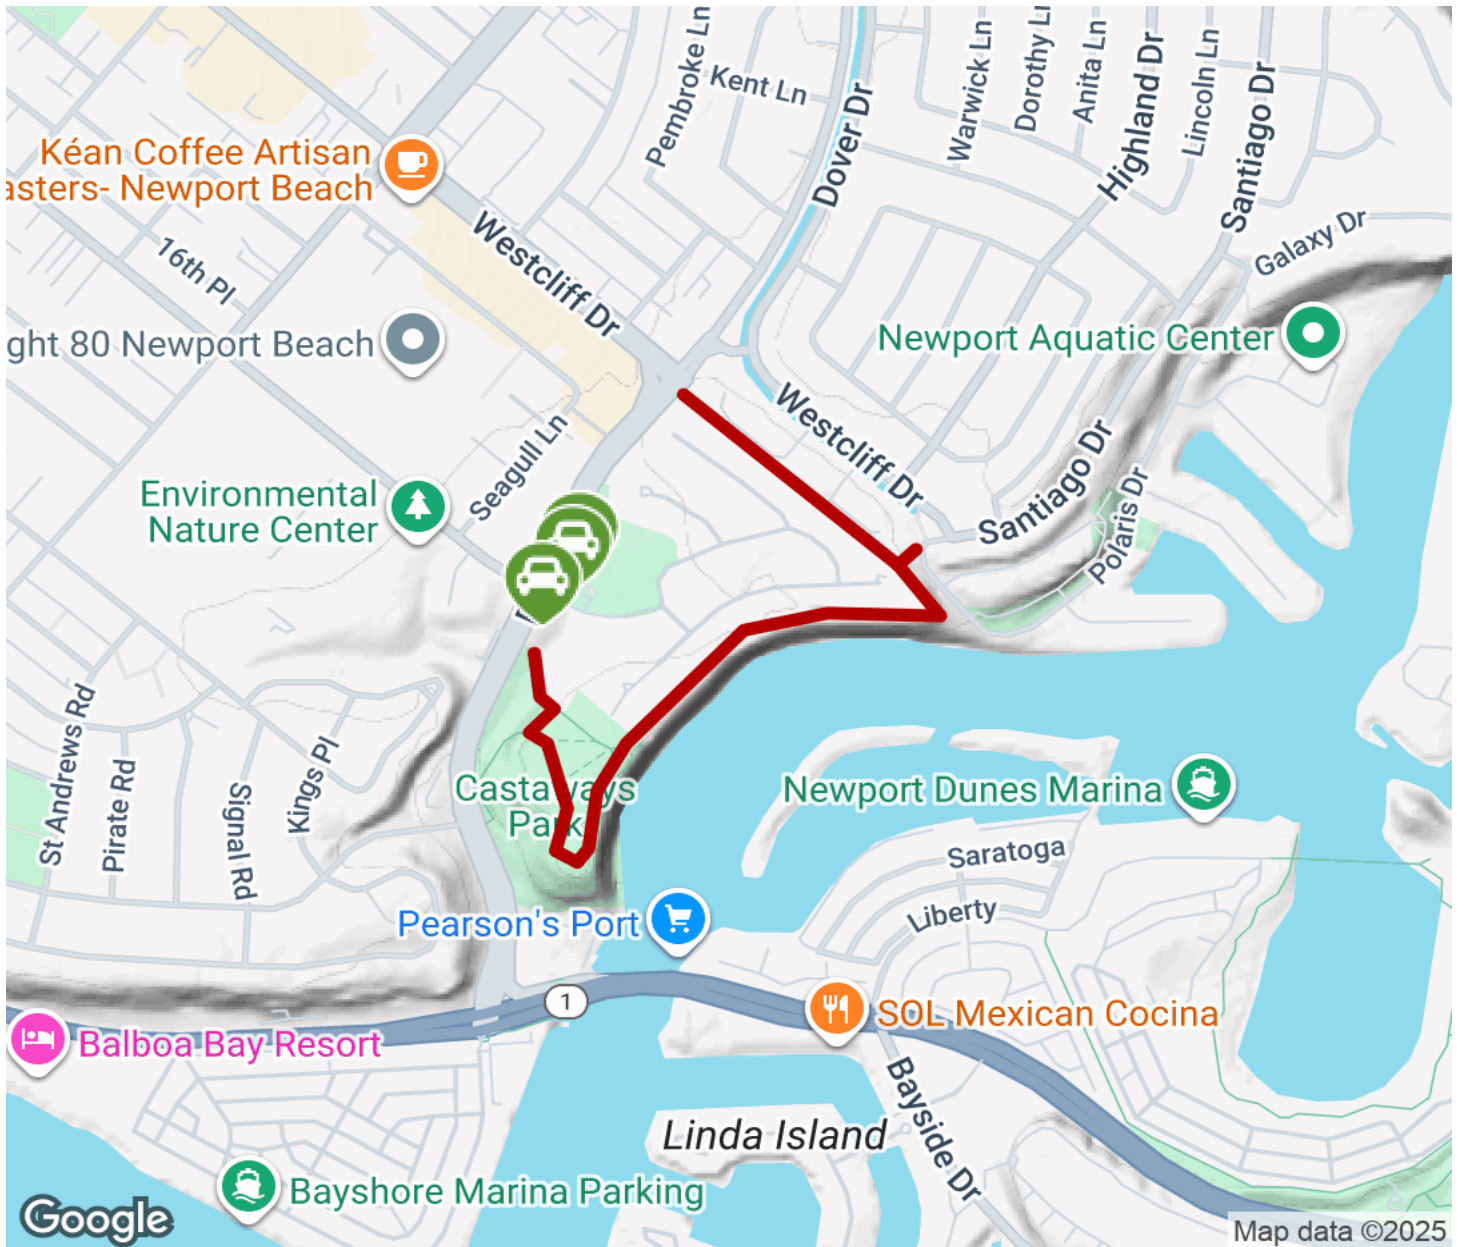 Pembroke Ln
Kent Ln
Dover Dr
Warwick Ln
Dorothy Ln
Anita Ln
Highland Dr
Lincoln Ln
Santiago Dr
Galaxy Dr
Kéan Coffee Artisan
asters- Newport Beach
Westcliff Dr
16th Pl
ght 80 Newport Beach
Newport Aquatic Center
Westcliff Dr
Seagull Ln
Environmental
Nature Center
Santiago Dr
Polaris Dr
St Andrews Rd
Pirate Rd
Signal Rd
Kings Pl
Castaways
Park
Newport Dunes Marina
Saratoga
Liberty
Pearson's Port
1
SOL Mexican Cocina
Balboa Bay Resort
Bayside Dr
Linda Island
Bayshore Marina Parking
Google
Map data ©2025